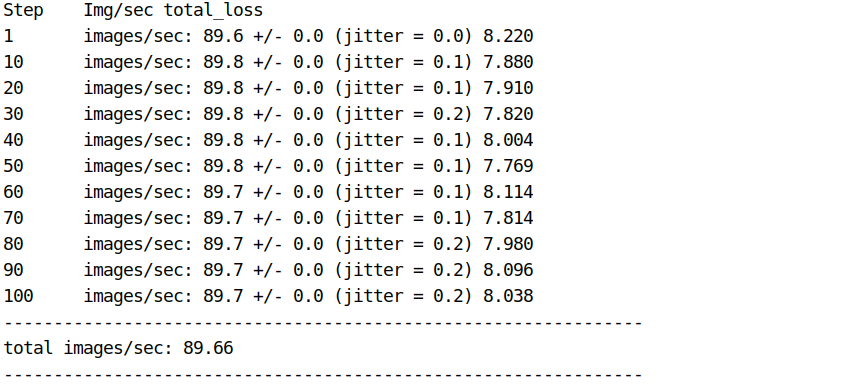 Step    Img/sec total_loss
1       images/sec: 89.6 +/- 0.0 (jitter = 0.0) 8.220
10      images/sec: 89.8 +/- 0.0 (jitter = 0.1) 7.880
20      images/sec: 89.8 +/- 0.0 (jitter = 0.1) 7.910
30      images/sec: 89.8 +/- 0.0 (jitter = 0.2) 7.820
40      images/sec: 89.8 +/- 0.0 (jitter = 0.1) 8.004
50      images/sec: 89.8 +/- 0.0 (jitter = 0.1) 7.769
60      images/sec: 89.7 +/- 0.0 (jitter = 0.1) 8.114
70      images/sec: 89.7 +/- 0.0 (jitter = 0.1) 7.814
80      images/sec: 89.7 +/- 0.0 (jitter = 0.2) 7.980
90      images/sec: 89.7 +/- 0.0 (jitter = 0.2) 8.096
100     images/sec: 89.7 +/- 0.0 (jitter = 0.2) 8.038
----------------------------------------------------------------
total images/sec: 89.66
----------------------------------------------------------------